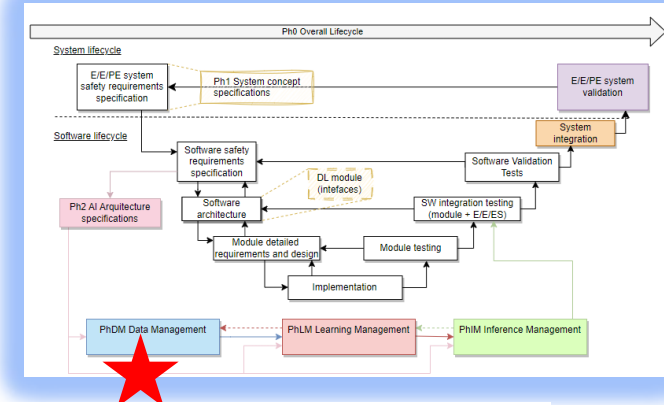 Ph0 Overall Lifecycle
System lifecycle
E/E/PE system
safety requirements
specification
Ph1 System concept
specifications
E/E/PE system
validation
System
integration
Software lifecycle
Software safety
requirements
specification
Software Validation
Tests
DL module
(intefaces)
Ph2 AI Arquitecture
specifications
Software
architecture
SW integration testing
(module + E/E/ES)
Module detailed
requirements and design
Module testing
Implementation
PhDM Data Management
PhLM Learning Management
PhIM Inference Management